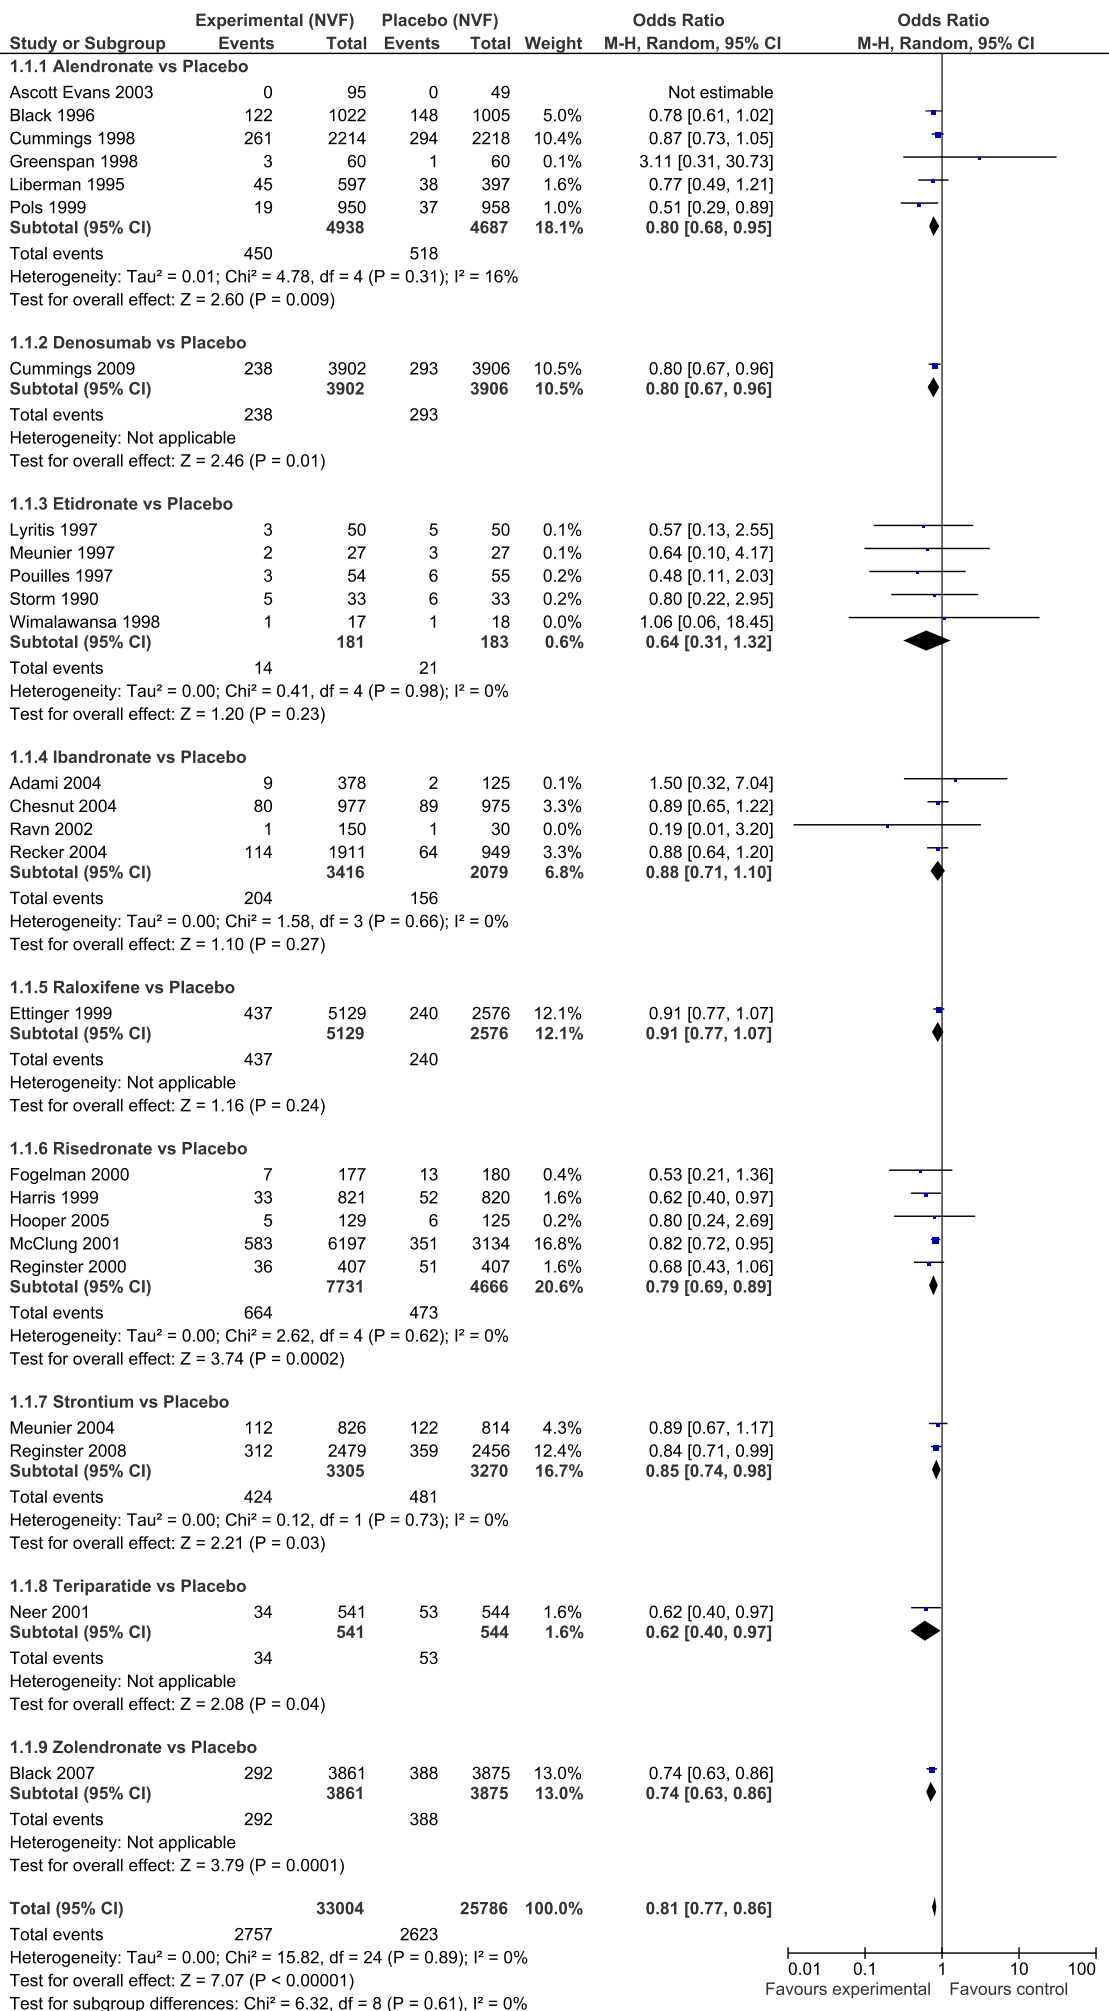 Experimental (NVF) Placebo (NVF) Odds Ratio Odds Ratio
Study or Subgroup Events Total Events Total Weight M-H, Random, 95% CI M-H, Random, 95% CI
1.1.1 Alendronate vs Placebo
Ascott Evans 2003 0 95 0 49 Not estimable
Black 1996 122 1022 148 1005 5.0% 0.78 [0.61, 1.02]
Cummings 1998 261 2214 294 2218 10.4% 0.87 [0.73, 1.05]
Greenspan 1998 3 60 1 60 0.1% 3.11 [0.31, 30.73]
Liberman 1995 45 597 38 397 1.6% 0.77 [0.49, 1.21]
Pols 1999 19 950 37 958 1.0% 0.51 [0.29, 0.89]
Subtotal (95% CI) 4938 4687 18.1% 0.80 [0.68, 0.95]
Total events 450 518
Heterogeneity: Tau² = 0.01; Chi² = 4.78, df = 4 (P = 0.31); I² = 16%
Test for overall effect: Z = 2.60 (P = 0.009)
1.1.2 Denosumab vs Placebo
Cummings 2009 238 3902 293 3906 10.5% 0.80 [0.67, 0.96]
Subtotal (95% CI) 3902 3906 10.5% 0.80 [0.67, 0.96]
Total events 238 293
Heterogeneity: Not applicable
Test for overall effect: Z = 2.46 (P = 0.01)
1.1.3 Etidronate vs Placebo
Lyritis 1997 3 50 5 50 0.1% 0.57 [0.13, 2.55]
Meunier 1997 2 27 3 27 0.1% 0.64 [0.10, 4.17]
Pouilles 1997 3 54 6 55 0.2% 0.48 [0.11, 2.03]
Storm 1990 5 33 6 33 0.2% 0.80 [0.22, 2.95]
Wimalawansa 1998 1 17 1 18 0.0% 1.06 [0.06, 18.45]
Subtotal (95% CI) 181 183 0.6% 0.64 [0.31, 1.32]
Total events 14 21
Heterogeneity: Tau² = 0.00; Chi² = 0.41, df = 4 (P = 0.98); I² = 0%
Test for overall effect: Z = 1.20 (P = 0.23)
1.1.4 Ibandronate vs Placebo
Adami 2004 9 378 2 125 0.1% 1.50 [0.32, 7.04]
Chesnut 2004 80 977 89 975 3.3% 0.89 [0.65, 1.22]
Ravn 2002 1 150 1 30 0.0% 0.19 [0.01, 3.20]
Recker 2004 114 1911 64 949 3.3% 0.88 [0.64, 1.20]
Subtotal (95% CI) 3416 2079 6.8% 0.88 [0.71, 1.10]
Total events 204 156
Heterogeneity: Tau² = 0.00; Chi² = 1.58, df = 3 (P = 0.66); I² = 0%
Test for overall effect: Z = 1.10 (P = 0.27)
1.1.5 Raloxifene vs Placebo
Ettinger 1999 437 5129 240 2576 12.1% 0.91 [0.77, 1.07]
Subtotal (95% CI) 5129 2576 12.1% 0.91 [0.77, 1.07]
Total events 437 240
Heterogeneity: Not applicable
Test for overall effect: Z = 1.16 (P = 0.24)
1.1.6 Risedronate vs Placebo
Fogelman 2000 7 177 13 180 0.4% 0.53 [0.21, 1.36]
Harris 1999 33 821 52 820 1.6% 0.62 [0.40, 0.97]
Hooper 2005 5 129 6 125 0.2% 0.80 [0.24, 2.69]
McClung 2001 583 6197 351 3134 16.8% 0.82 [0.72, 0.95]
Reginster 2000 36 407 51 407 1.6% 0.68 [0.43, 1.06]
Subtotal (95% CI) 7731 4666 20.6% 0.79 [0.69, 0.89]
Total events 664 473
Heterogeneity: Tau² = 0.00; Chi² = 2.62, df = 4 (P = 0.62); I² = 0%
Test for overall effect: Z = 3.74 (P = 0.0002)
1.1.7 Strontium vs Placebo
Meunier 2004 112 826 122 814 4.3% 0.89 [0.67, 1.17]
Reginster 2008 312 2479 359 2456 12.4% 0.84 [0.71, 0.99]
Subtotal (95% CI) 3305 3270 16.7% 0.85 [0.74, 0.98]
Total events 424 481
Heterogeneity: Tau² = 0.00; Chi² = 0.12, df = 1 (P = 0.73); I² = 0%
Test for overall effect: Z = 2.21 (P = 0.03)
1.1.8 Teriparatide vs Placebo
Neer 2001 34 541 53 544 1.6% 0.62 [0.40, 0.97]
Subtotal (95% CI) 541 544 1.6% 0.62 [0.40, 0.97]
Total events 34 53
Heterogeneity: Not applicable
Test for overall effect: Z = 2.08 (P = 0.04)
1.1.9 Zolendronate vs Placebo
Black 2007 292 3861 388 3875 13.0% 0.74 [0.63, 0.86]
Subtotal (95% CI) 3861 3875 13.0% 0.74 [0.63, 0.86]
Total events 292 388
Heterogeneity: Not applicable
Test for overall effect: Z = 3.79 (P = 0.0001)
Total (95% CI) 33004 25786 100.0% 0.81 [0.77, 0.86]
Total events 2757 2623
Heterogeneity: Tau² = 0.00; Chi² = 15.82, df = 24 (P = 0.89); I² = 0%
Test for overall effect: Z = 7.07 (P < 0.00001)
Test for subgroup differences: Chi² = 6.32, df = 8 (P = 0.61), I² = 0%
0.01 0.1 1 10 100
Favours experimental Favours control